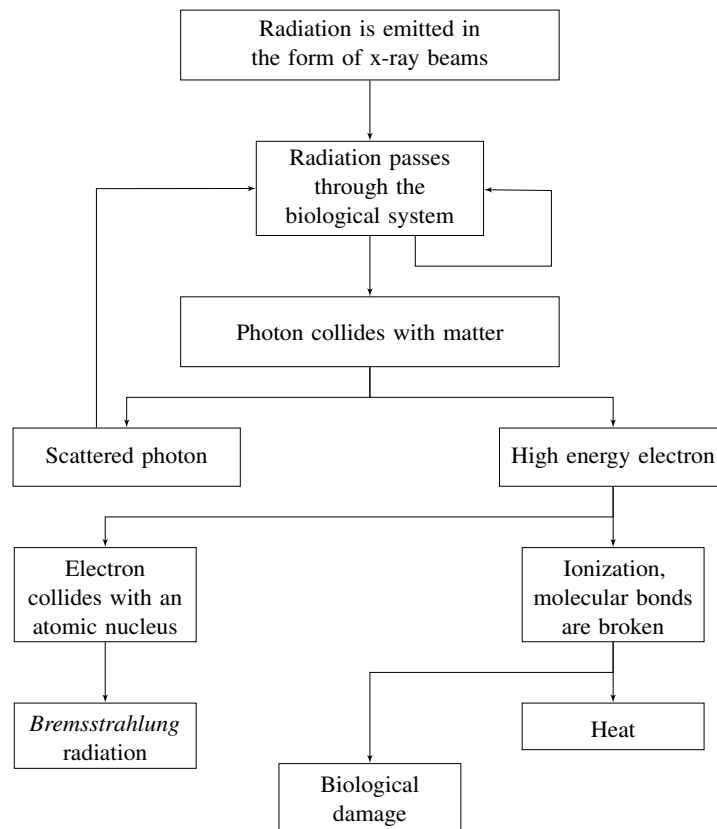 Radiation is emitted in
the form of x-ray beams
Radiation passes
through the
biological system
Photon collides with matter
Scattered photon
High energy electron
Electron
collides with an
atomic nucleus
Ionization,
molecular bonds
are broken
Bremsstrahlung
radiation
Heat
Biological
damage